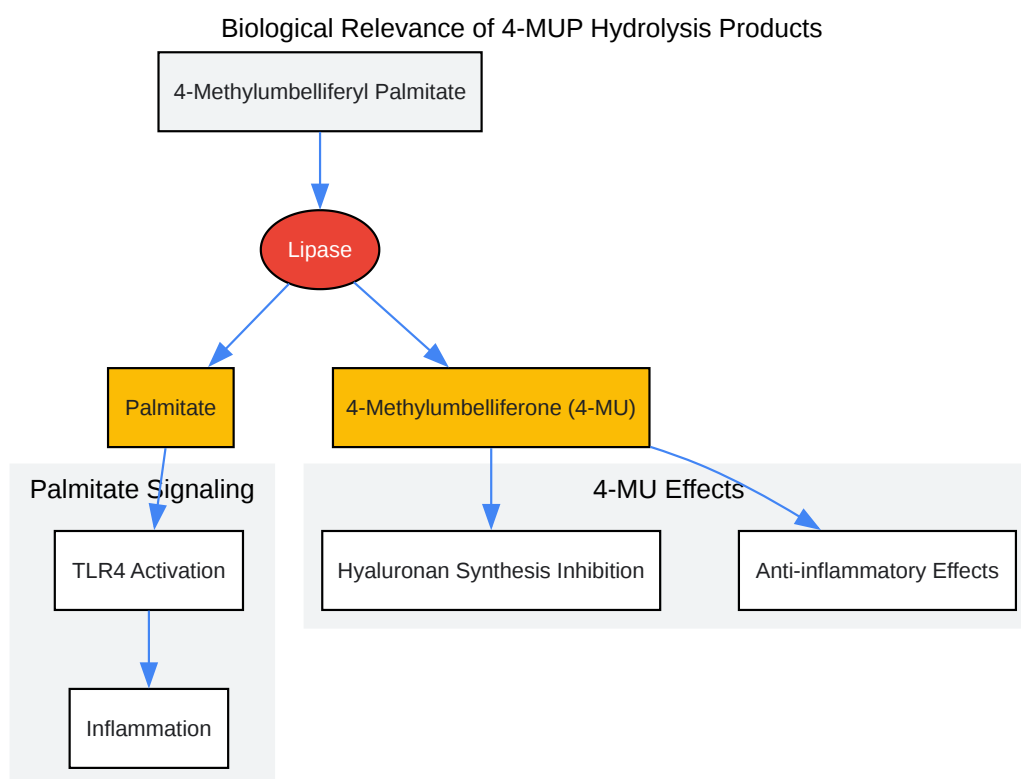 Biological Relevance of 4-MUP Hydrolysis Products
4-Methylumbelliferyl Palmitate
Lipase
Palmitate
4-Methylumbelliferone (4-MU)
Palmitate Signaling
4-MU Effects
TLR4 Activation
Hyaluronan Synthesis Inhibition
Anti-inflammatory Effects
Inflammation